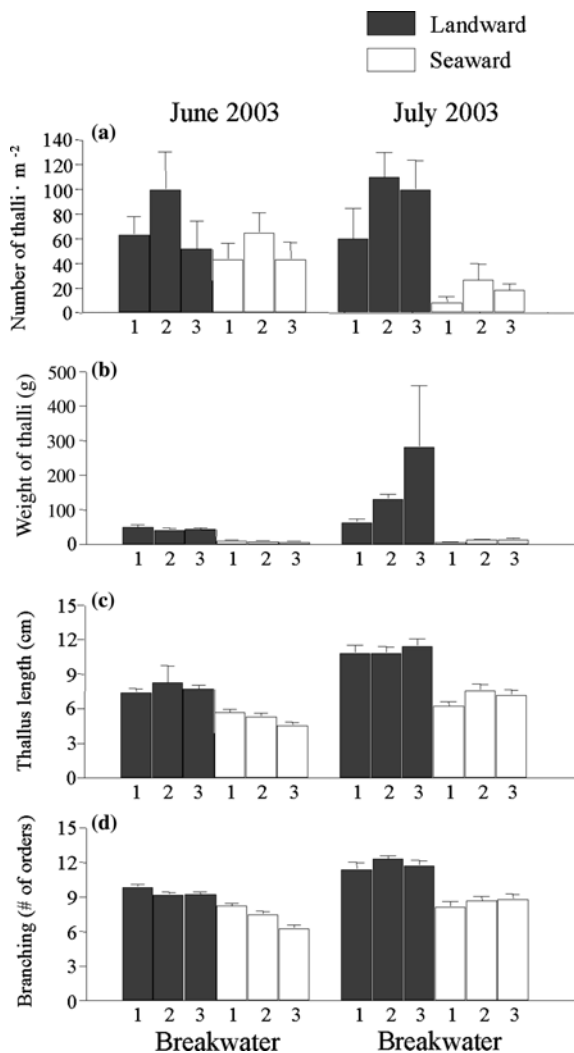 Landward
Seaward
June 2003 July 2003
(a)
Number of thalli · m⁻²
140
120
100
80
60
40
20
0
1 2 3 1 2 3 1 2 3 1 2 3
(b)
Weight of thalli (g)
500
400
300
200
100
0
1 2 3 1 2 3 1 2 3 1 2 3
(c)
Thallus length (cm)
15
12
9
6
3
0
1 2 3 1 2 3 1 2 3 1 2 3
(d)
Branching (# of orders)
15
12
9
6
3
0
1 2 3 1 2 3 1 2 3 1 2 3
Breakwater Breakwater